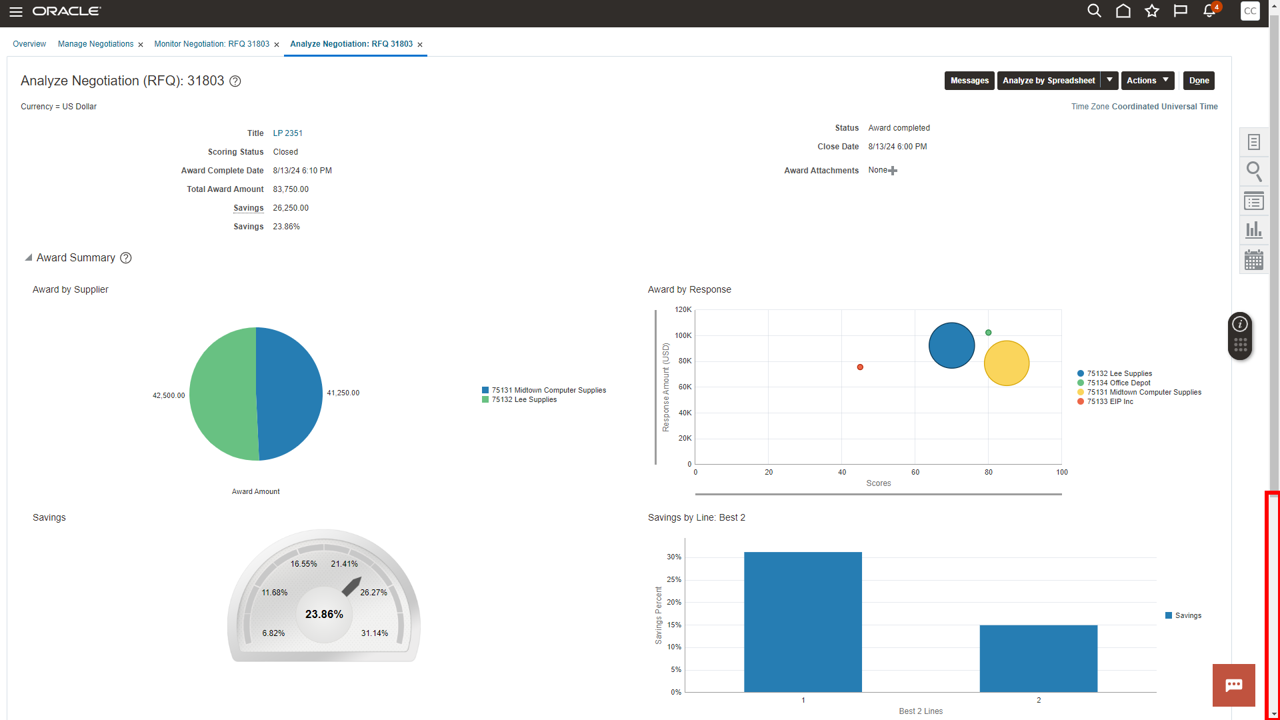 ORACLE
4
CC
Overview Manage Negotiations × Monitor Negotiation: RFQ 31803 × Analyze Negotiation: RFQ 31803 ×
Analyze Negotiation (RFQ): 31803 ?
Messages Analyze by Spreadsheet Actions Done
Currency = US Dollar
Time Zone Coordinated Universal Time
Title LP 2351
Scoring Status Closed
Award Complete Date 8/13/24 6:10 PM
Total Award Amount 83,750.00
Savings 26,250.00
Savings 23.86%
Status Award completed
Close Date 8/13/24 6:00 PM
Award Attachments None
Award Summary ?
Award by Supplier
42,500.00
41,250.00
75131 Midtown Computer Supplies
75132 Lee Supplies
Award Amount
Award by Response
Response Amount (USD)
120K
100K
80K
60K
40K
20K
0
0 20 40 60 80 100
Scores
75132 Lee Supplies
75134 Office Depot
75131 Midtown Computer Supplies
75133 EIP Inc
i
Savings
16.55% 21.41%
11.68% 26.27%
23.86%
6.82% 31.14%
Savings by Line: Best 2
Savings Percent
30%
25%
20%
15%
10%
5%
0%
1 2
Best 2 Lines
Savings